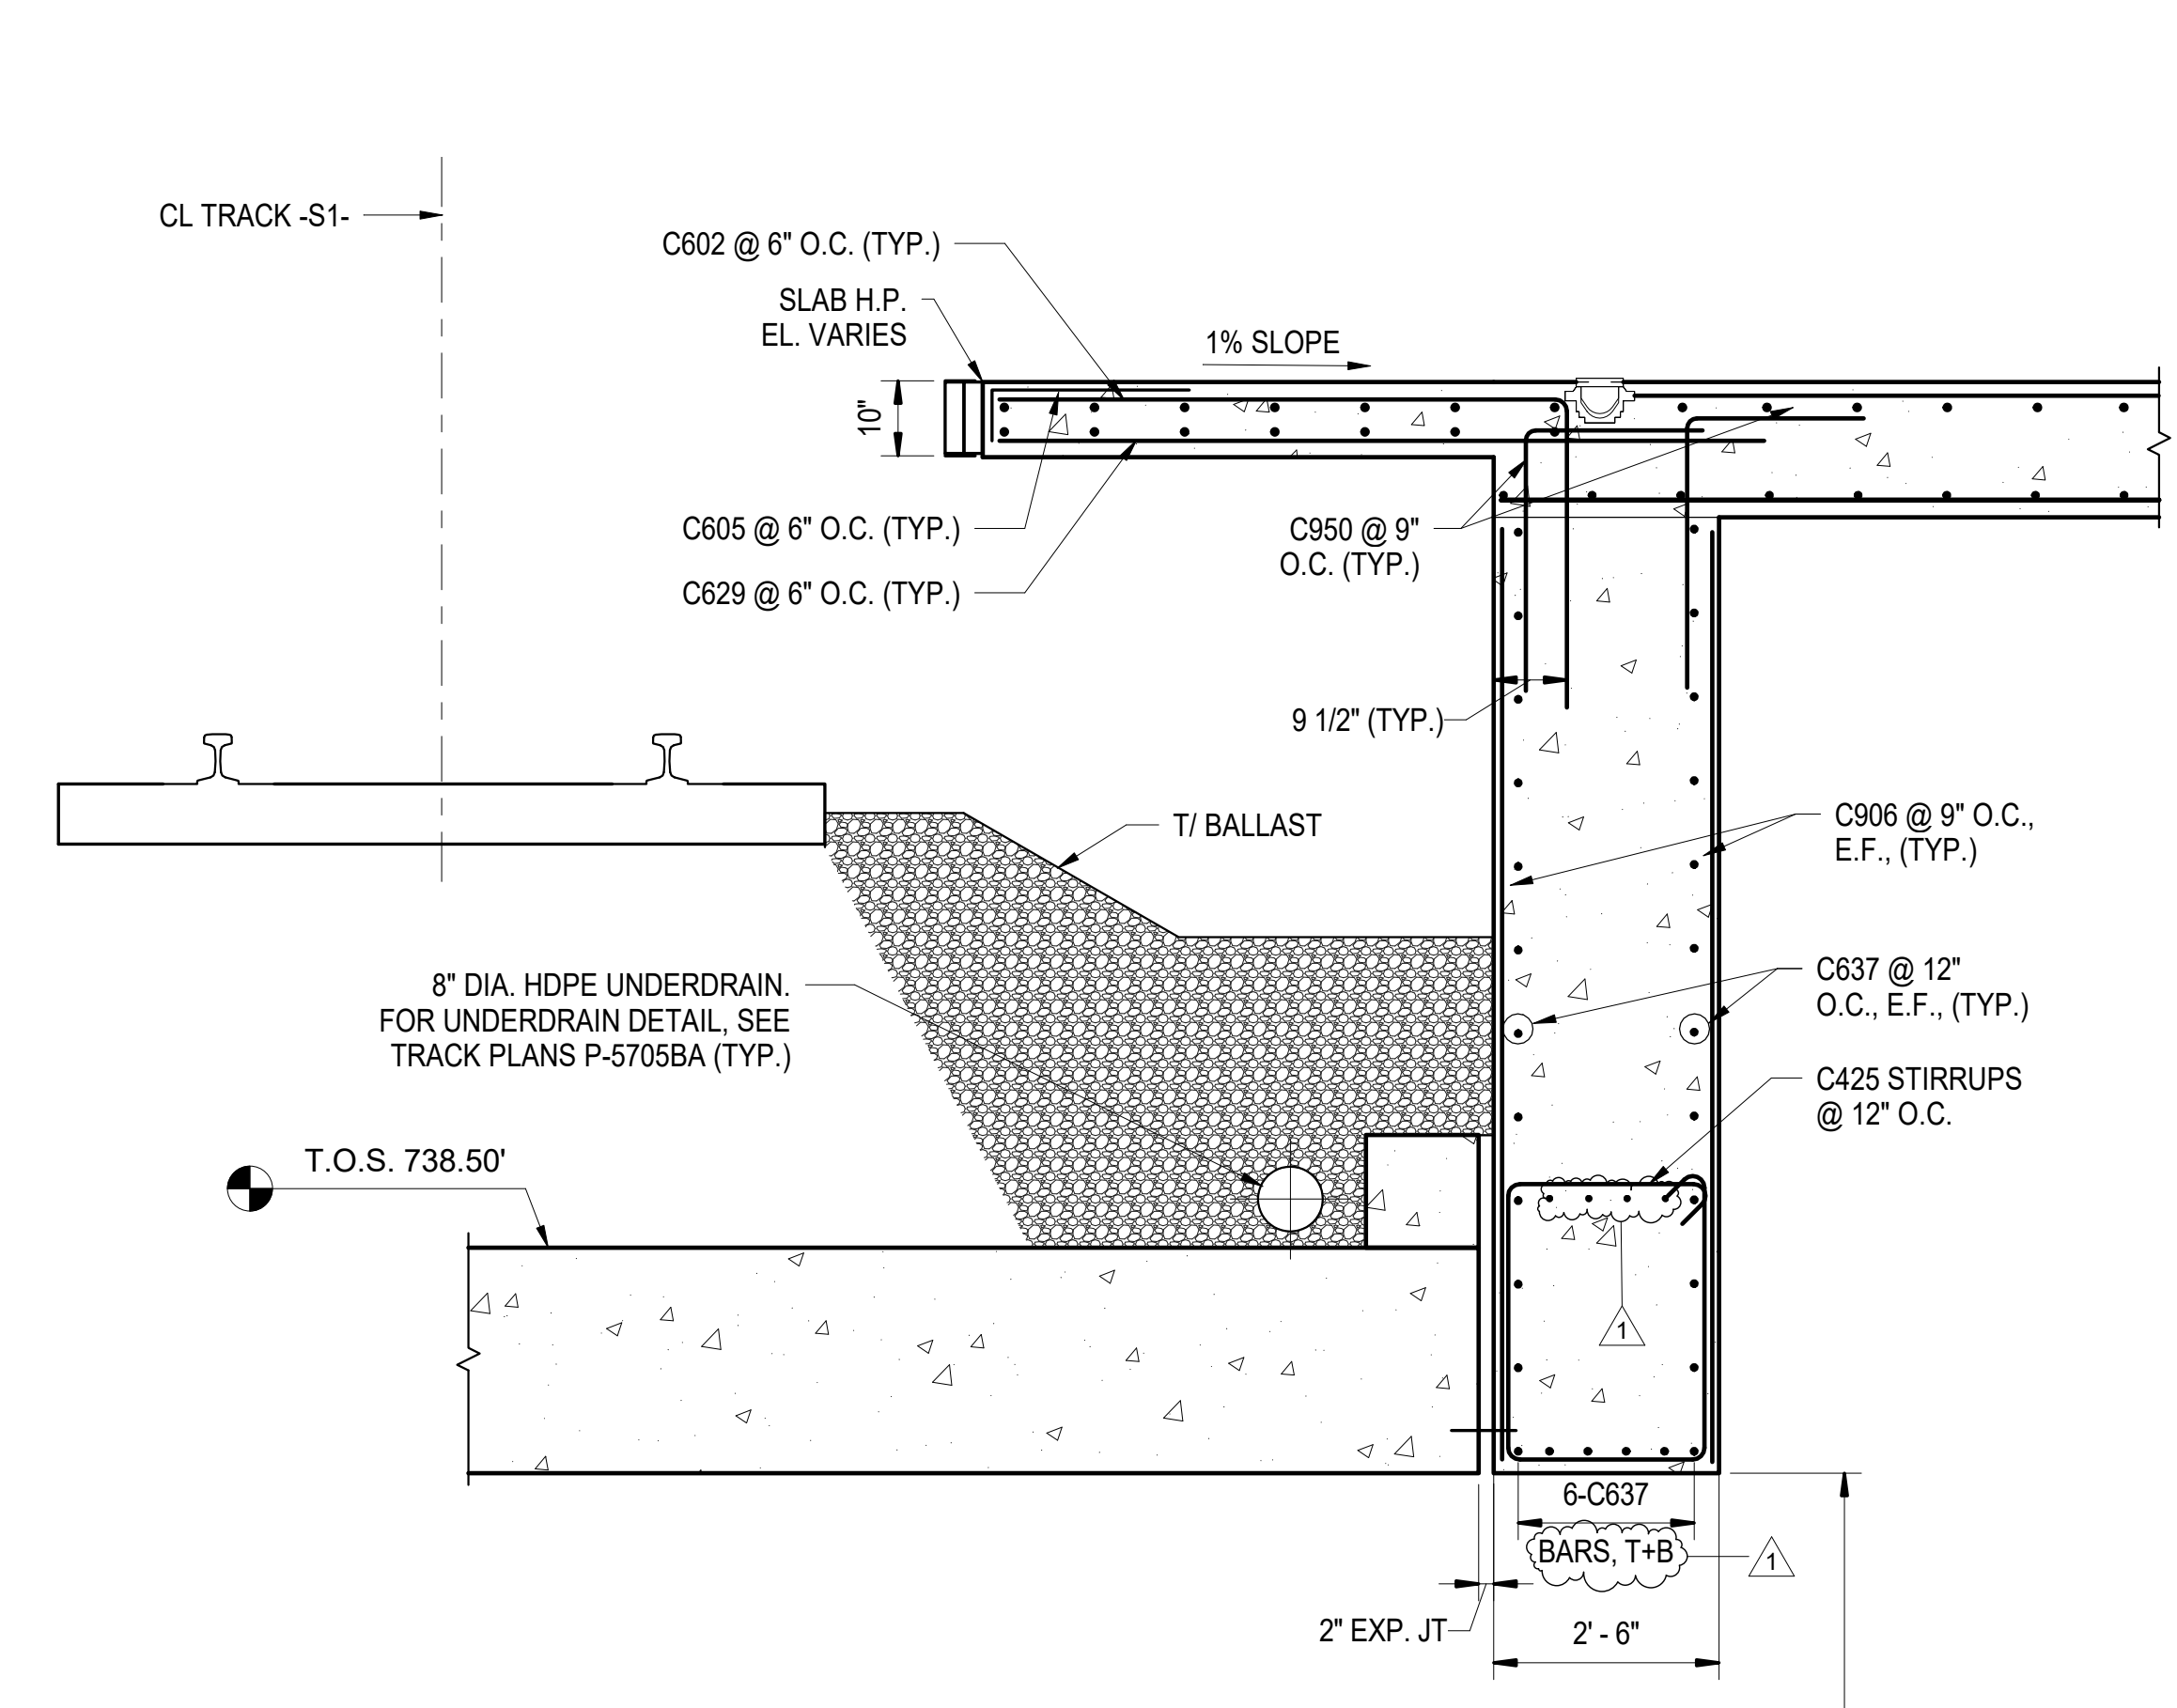 CL TRACK -S1-
C602 @ 6" O.C. (TYP.)
SLAB H.P.
EL. VARIES
1% SLOPE
10"
C605 @ 6" O.C. (TYP.)
C629 @ 6" O.C. (TYP.)
C950 @ 9"
O.C. (TYP.)
9 1/2" (TYP.)
T/ BALLAST
C906 @ 9" O.C.,
E.F., (TYP.)
8" DIA. HDPE UNDERDRAIN.
FOR UNDERDRAIN DETAIL, SEE
TRACK PLANS P-5705BA (TYP.)
C637 @ 12"
O.C., E.F., (TYP.)
C425 STIRRUPS
@ 12" O.C.
T.O.S. 738.50'
1
6-C637
BARS, T+B
1
2" EXP. JT
2' - 6"